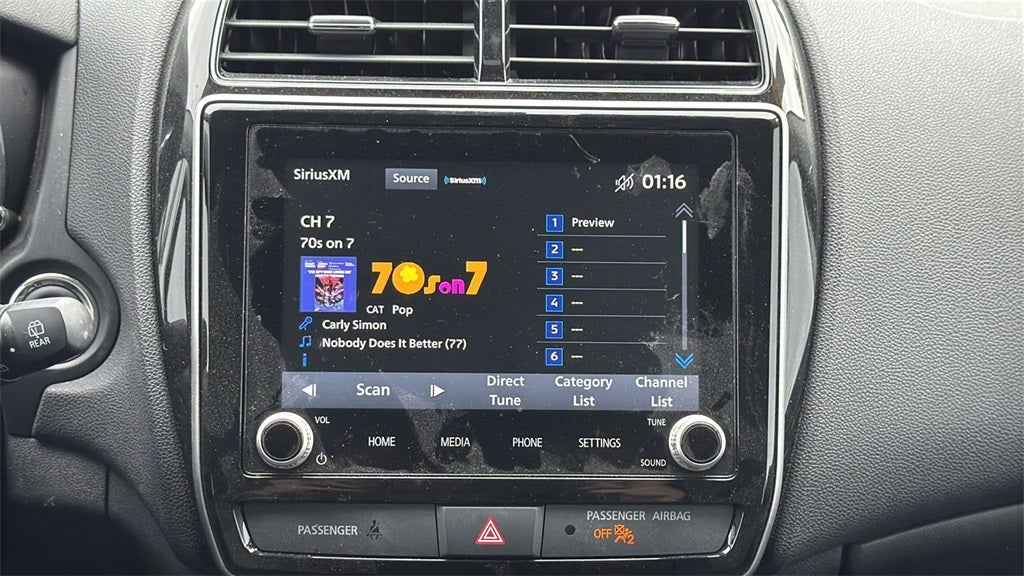 SiriusXM Source SiriusXM 01:16
CH 7
70s on 7
70s on 7
CAT Pop
Carly Simon
Nobody Does It Better (77)
1 Preview
2 ---
3 ---
4 ---
5 ---
6 ---
Scan
Direct Tune
Category List
Channel List
VOL
TUNE
HOME MEDIA PHONE SETTINGS
SOUND
REAR
PASSENGER
PASSENGER AIRBAG
OFF 2